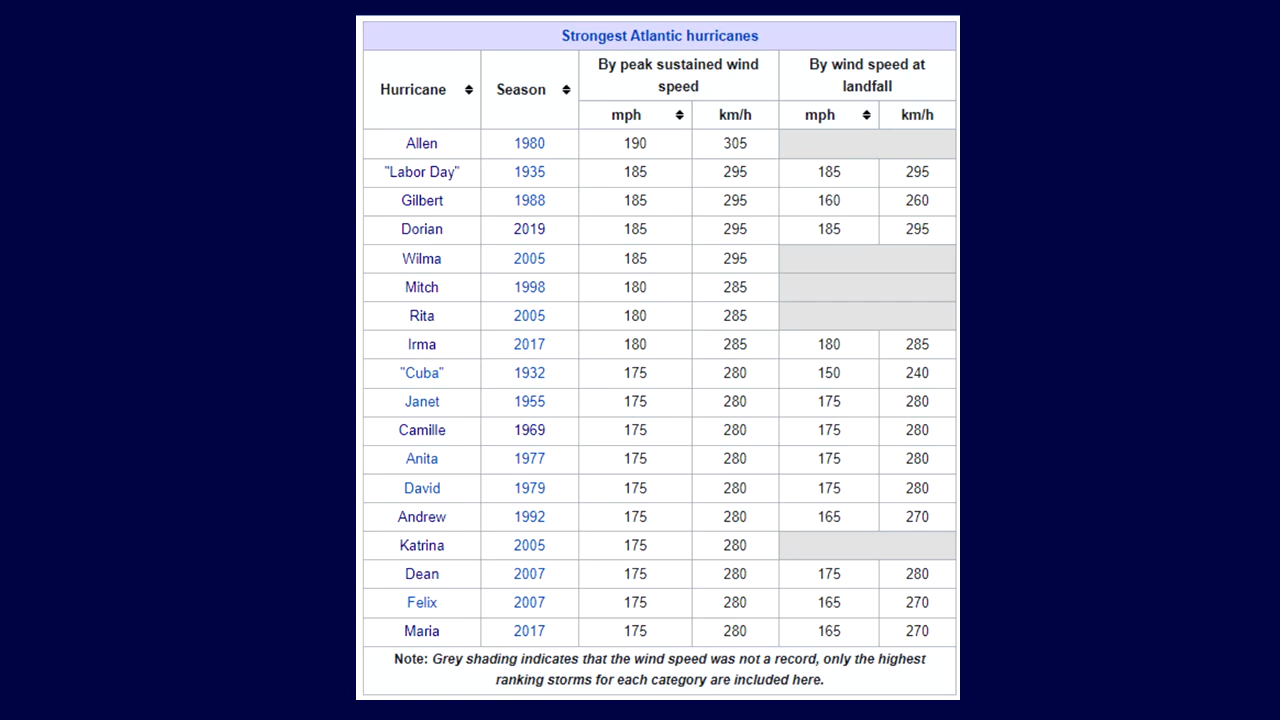 Strongest Atlantic hurricanes
Hurricane Season By peak sustained wind speed By wind speed at landfall
mph km/h mph km/h
Allen 1980 190 305
"Labor Day" 1935 185 295 185 295
Gilbert 1988 185 295 160 260
Dorian 2019 185 295 185 295
Wilma 2005 185 295
Mitch 1998 180 285
Rita 2005 180 285
Irma 2017 180 285 180 285
"Cuba" 1932 175 280 150 240
Janet 1955 175 280 175 280
Camille 1969 175 280 175 280
Anita 1977 175 280 175 280
David 1979 175 280 175 280
Andrew 1992 175 280 165 270
Katrina 2005 175 280
Dean 2007 175 280 175 280
Felix 2007 175 280 165 270
Maria 2017 175 280 165 270
Note: Grey shading indicates that the wind speed was not a record, only the highest
ranking storms for each category are included here.